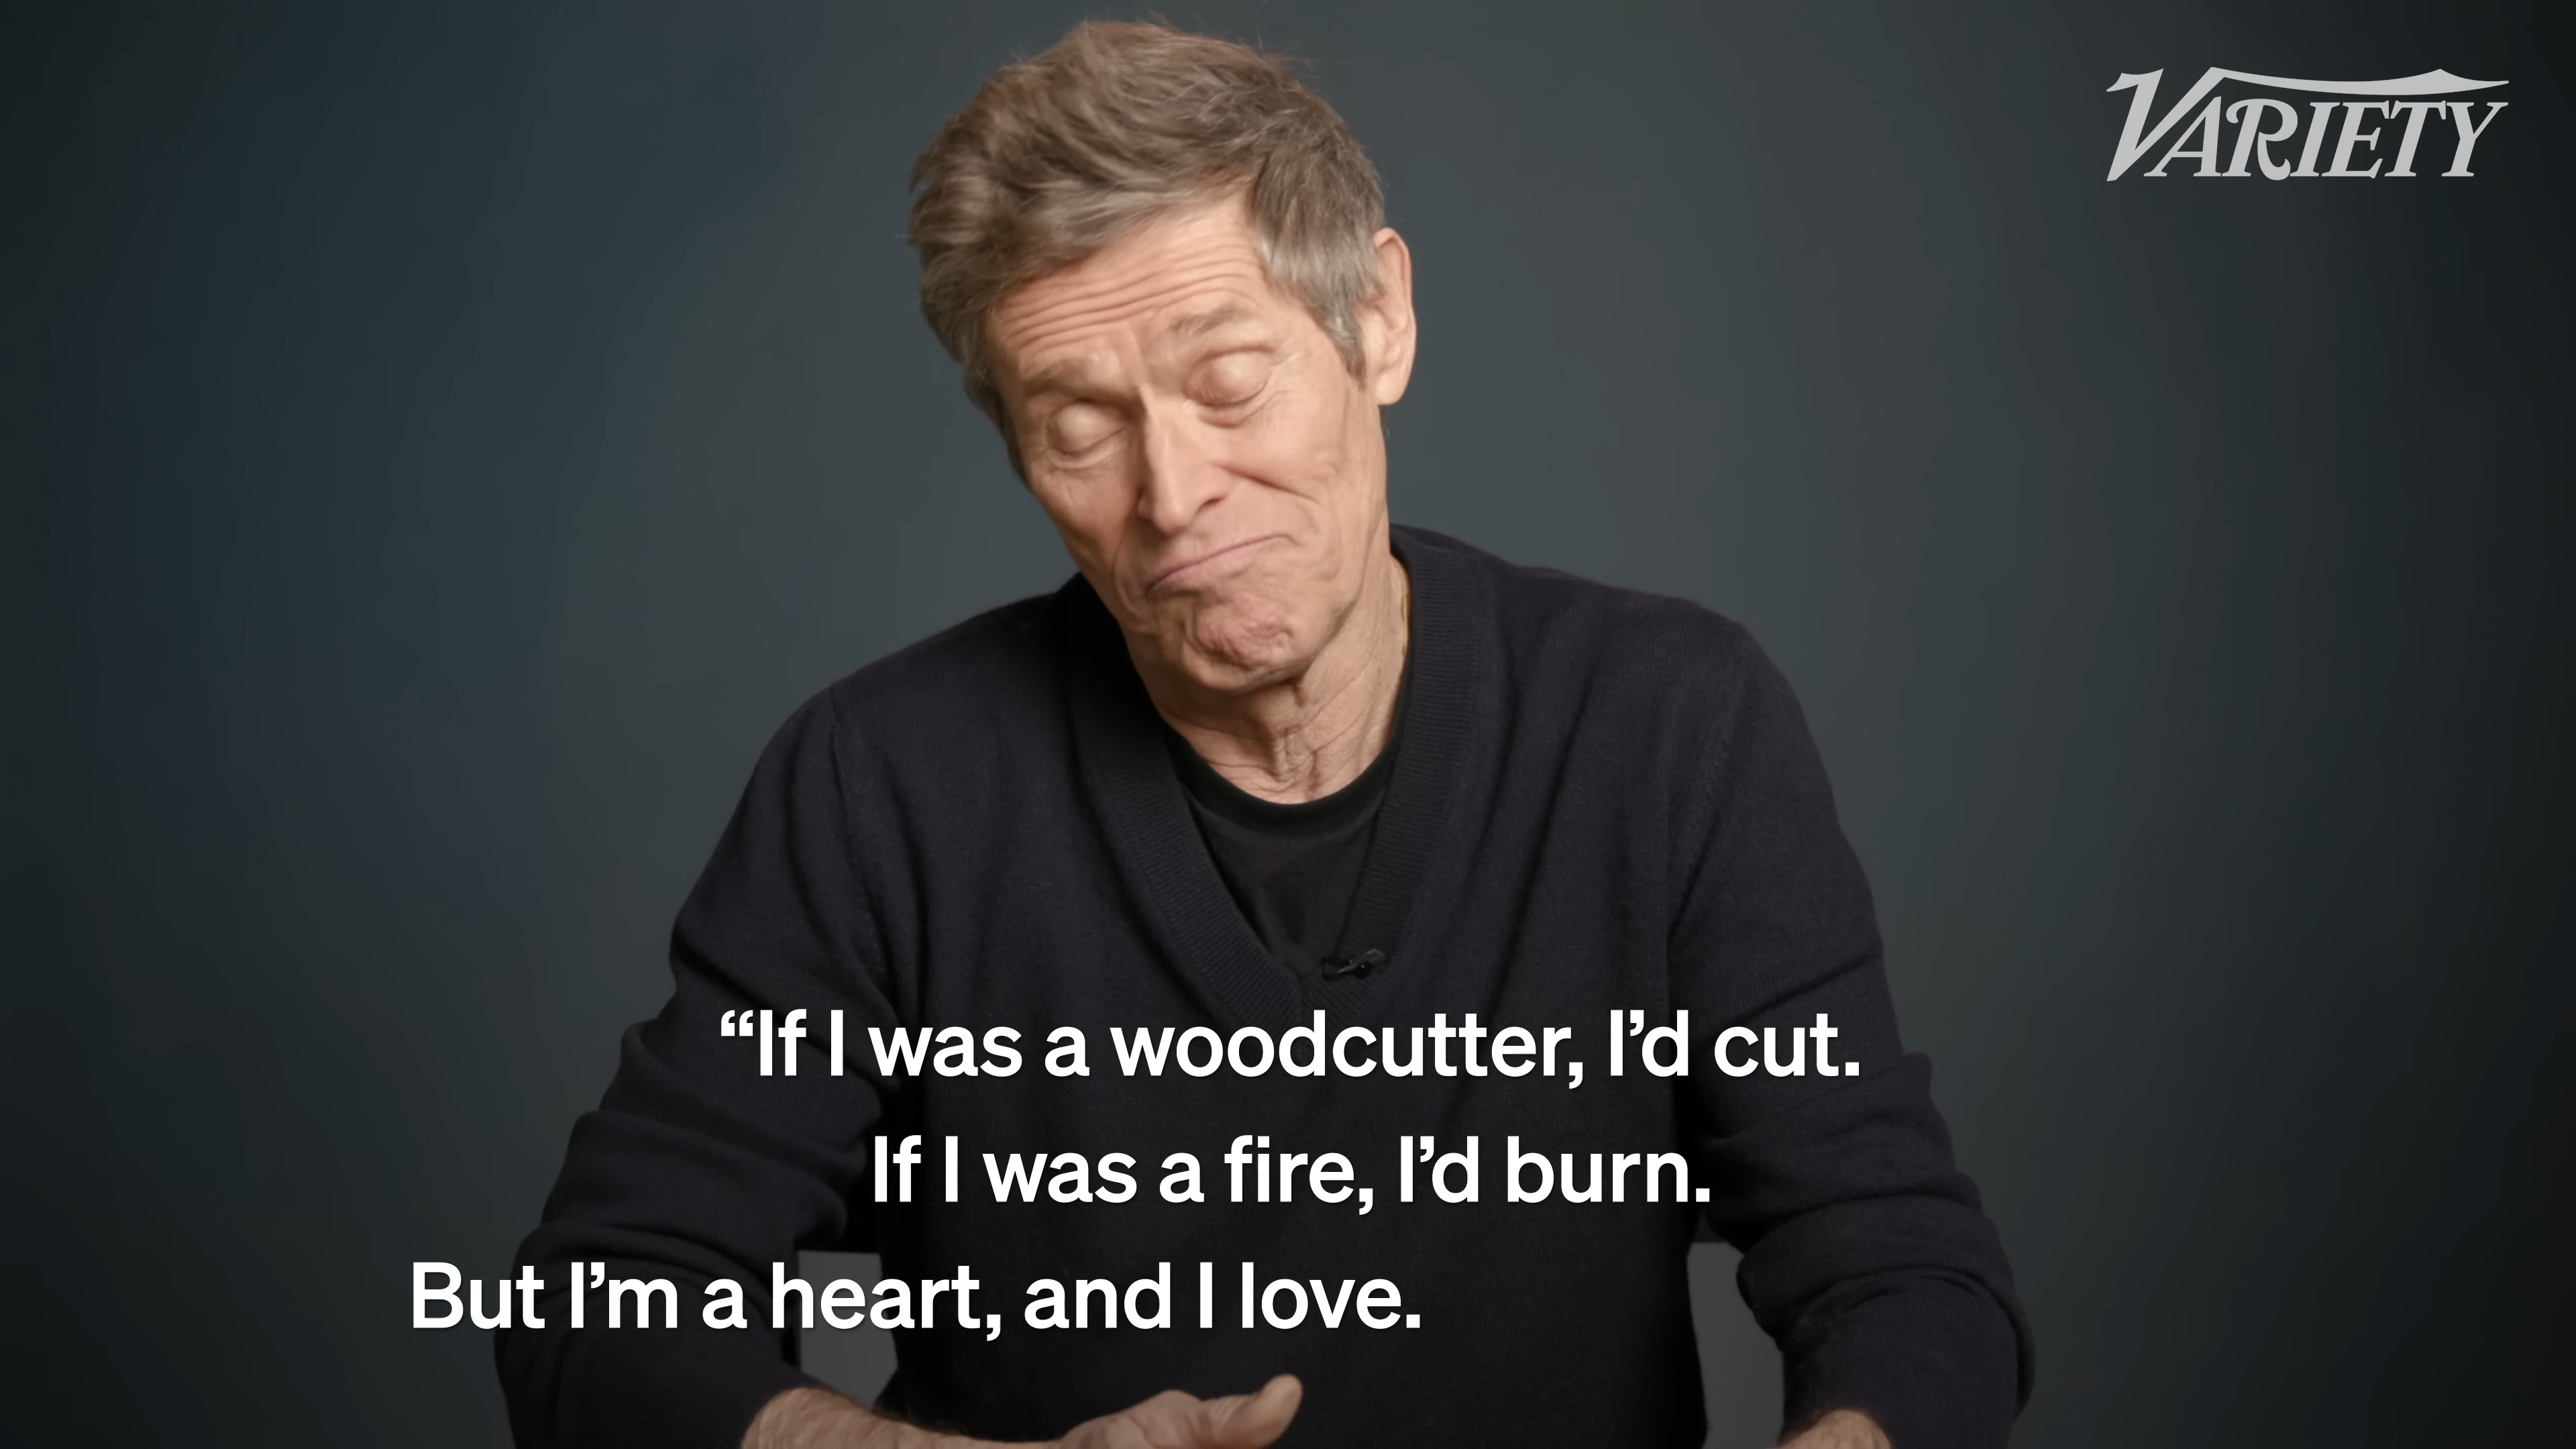 VARIETY
“If I was a woodcutter, I’d cut.
If I was a fire, I’d burn.
But I’m a heart, and I love.